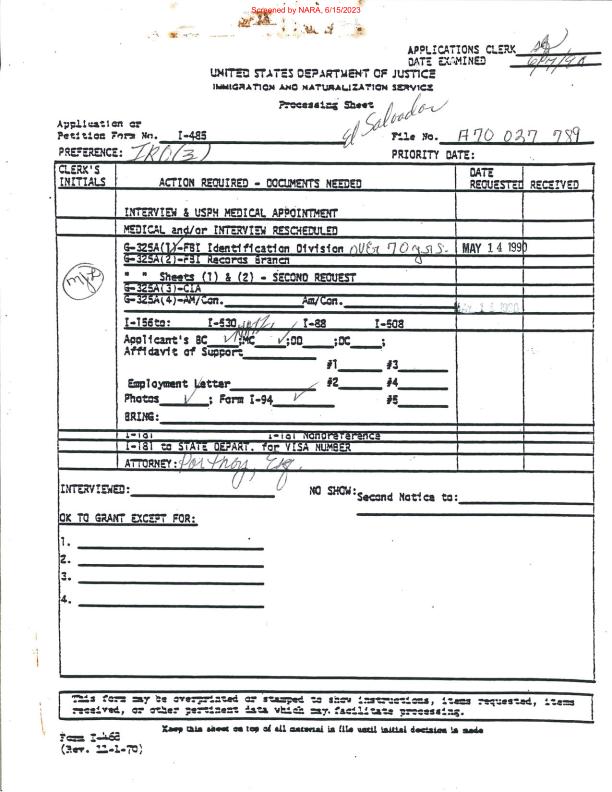 Screened by NARA, 6/15/2023
APPLICATIONS CLERK
DATE EXAMINED
UNITED STATES DEPARTMENT OF JUSTICE
IMMIGRATION AND NATURALIZATION SERVICE
Processing Sheet
El Salvador
Application or
Petition Form No. I-485 File No. A70 037 789
PREFERENCE: PRIORITY DATE:
CLERK'S INITIALS ACTION REQUIRED - DOCUMENTS NEEDED DATE REQUESTED RECEIVED
INTERVIEW & USPH MEDICAL APPOINTMENT
MEDICAL and/or INTERVIEW RESCHEDULED
G-325A(1)-FBI Identification Division over 70 yrs. MAY 14 1990
G-325A(2)-FBI Records Branch
" " Sheets (1) & (2) - SECOND REQUEST
G-325A(3)-CIA
G-325A(4)-AM/Con. Am/Con.
I-156to: I-530 I-88 I-508
Applicant's BC ;MC ;DD ;DC ;
Affidavit of Support
#1 #3
Employment Letter #2 #4
Photos ; Form I-94 #5
BRING:
I-181 I-181 Nonpreference
I-181 to STATE DEPART. for VISA NUMBER
ATTORNEY: Portnoy, Esq.
INTERVIEWED: NO SHOW: Second Notice to:
OK TO GRANT EXCEPT FOR:
1.
2.
3.
4.
This form may be overprinted or stamped to show instructions, items requested, items
received, or other pertinent data which may facilitate processing.
Keep this sheet on top of all material in file until initial decision is made
Form I-468
(Rev. 11-1-70)